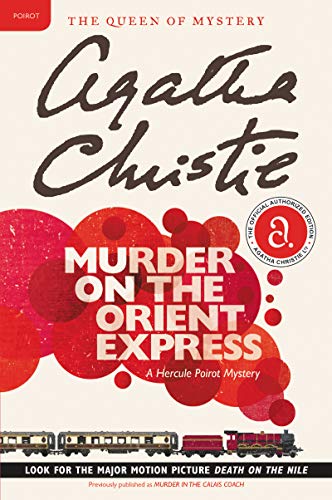 POIROT
THE QUEEN OF MYSTERY
Agatha
Christie
THE OFFICIAL AUTHORIZED EDITION
a.
AGATHA CHRISTIE LTD
MURDER
ON THE
ORIENT
EXPRESS
A Hercule Poirot Mystery
LOOK FOR THE MAJOR MOTION PICTURE DEATH ON THE NILE
Previously published as MURDER IN THE CALAIS COACH